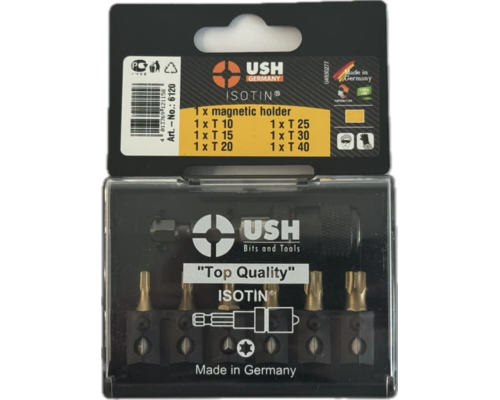 USH
GERMANY
ISOTIN®
Made in
Germany
Art.-No.: 6120
1 x magnetic holder
1 x T 10 1 x T 25
1 x T 15 1 x T 30
1 x T 20 1 x T 40
USH
Bits and Tools
"Top Quality"
ISOTIN®
Made in Germany